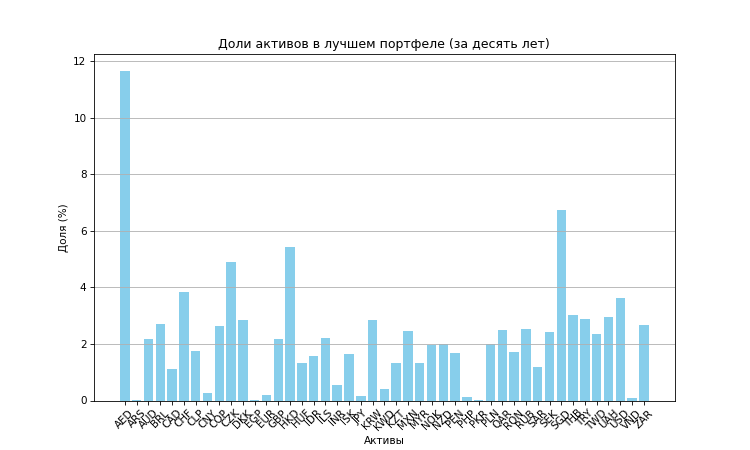 Доли активов в лучшем портфеле (за десять лет)
12
10
8
6
4
2
0
Доля (%)
AED ARS AUD BRL CAD CHF CLP CNY COP CZK DKK EGP EUR GBP HKD HUF IDR ILS INR ISK JPY KRW KWD KZT MXN MYR NOK NZD PEN PHP PKR PLN QAR RON RUB SAR SEK SGD THB TRY TWD UAH USD VND ZAR
Активы